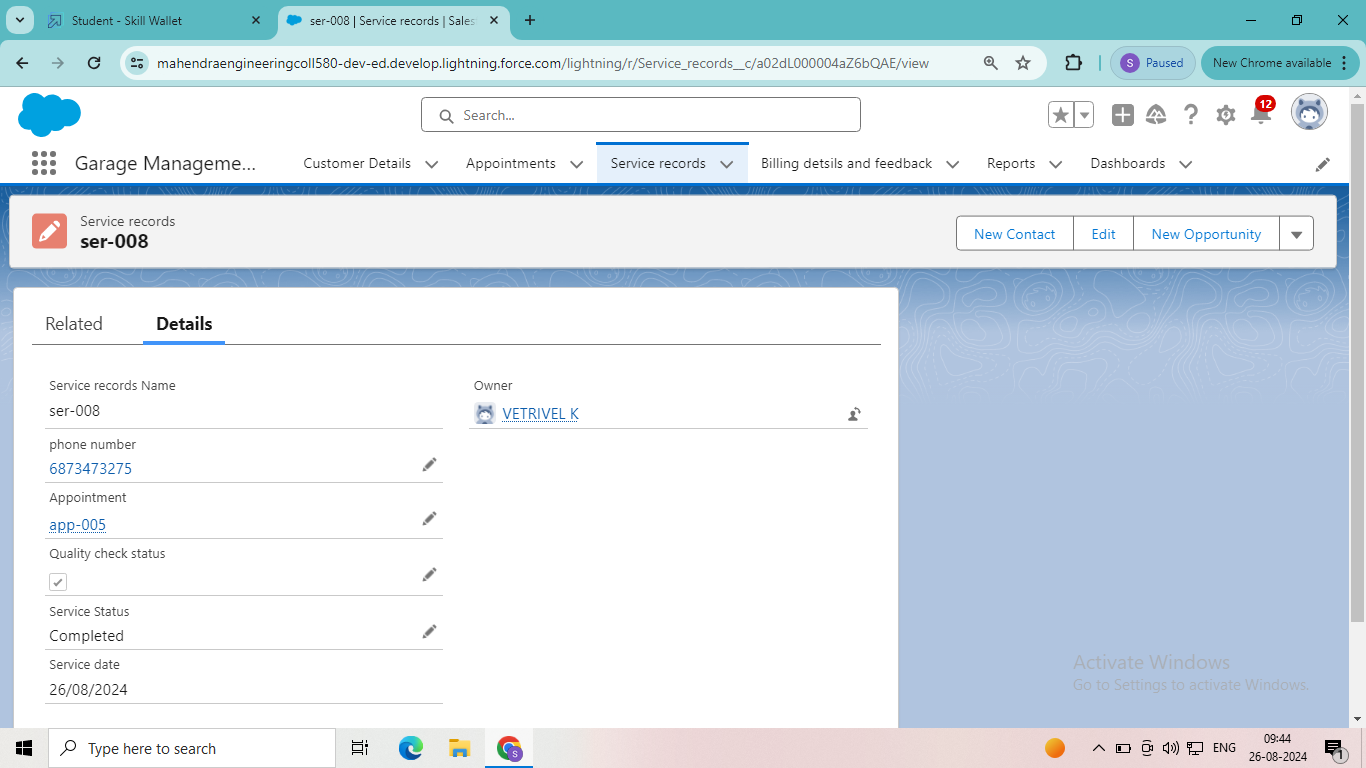 Student - Skill Wallet
ser-008 | Service records | Sales
mahendraengineeringcoll580-dev-ed.develop.lightning.force.com/lightning/r/Service_records__c/a02dL000004aZ6bQAE/view
S Paused
New Chrome available
Search...
12
Garage Manageme...
Customer Details
Appointments
Service records
Billing details and feedback
Reports
Dashboards
Service records
ser-008
New Contact
Edit
New Opportunity
Related
Details
Service records Name
ser-008
Owner
VETRIVEL K
phone number
6873473275
Appointment
app-005
Quality check status
Service Status
Completed
Service date
26/08/2024
Activate Windows
Go to Settings to activate Windows.
Type here to search
S
ENG
09:44
26-08-2024
1